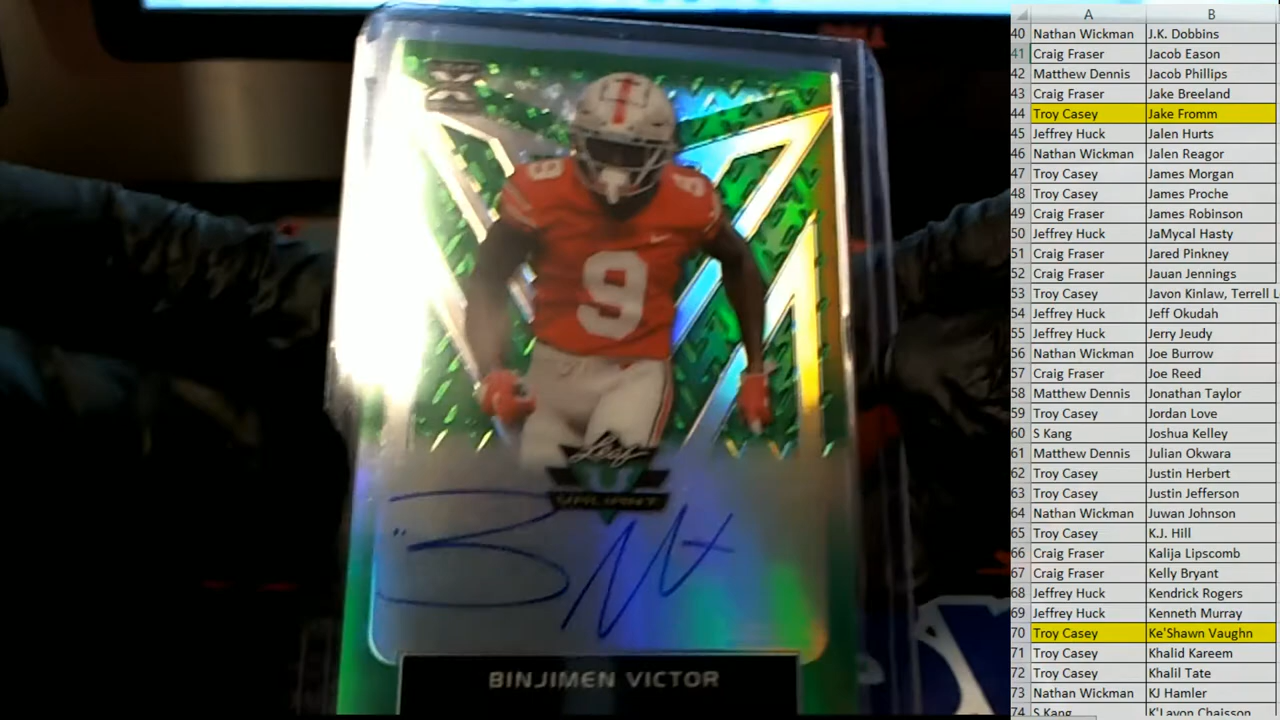 9
9
9
Leaf
VALIANT
BINJIMEN VICTOR
A B
40 Nathan Wickman J.K. Dobbins
41 Craig Fraser Jacob Eason
42 Matthew Dennis Jacob Phillips
43 Craig Fraser Jake Breeland
44 Troy Casey Jake Fromm
45 Jeffrey Huck Jalen Hurts
46 Nathan Wickman Jalen Reagor
47 Troy Casey James Morgan
48 Troy Casey James Proche
49 Craig Fraser James Robinson
50 Jeffrey Huck JaMycal Hasty
51 Craig Fraser Jared Pinkney
52 Craig Fraser Jauan Jennings
53 Troy Casey Javon Kinlaw, Terrell L
54 Jeffrey Huck Jeff Okudah
55 Jeffrey Huck Jerry Jeudy
56 Nathan Wickman Joe Burrow
57 Craig Fraser Joe Reed
58 Matthew Dennis Jonathan Taylor
59 Troy Casey Jordan Love
60 S Kang Joshua Kelley
61 Matthew Dennis Julian Okwara
62 Troy Casey Justin Herbert
63 Troy Casey Justin Jefferson
64 Nathan Wickman Juwan Johnson
65 Troy Casey K.J. Hill
66 Craig Fraser Kalija Lipscomb
67 Craig Fraser Kelly Bryant
68 Jeffrey Huck Kendrick Rogers
69 Jeffrey Huck Kenneth Murray
70 Troy Casey Ke'Shawn Vaughn
71 Troy Casey Khalid Kareem
72 Troy Casey Khalil Tate
73 Nathan Wickman KJ Hamler
74 S Kang K'Lavon Chaisson